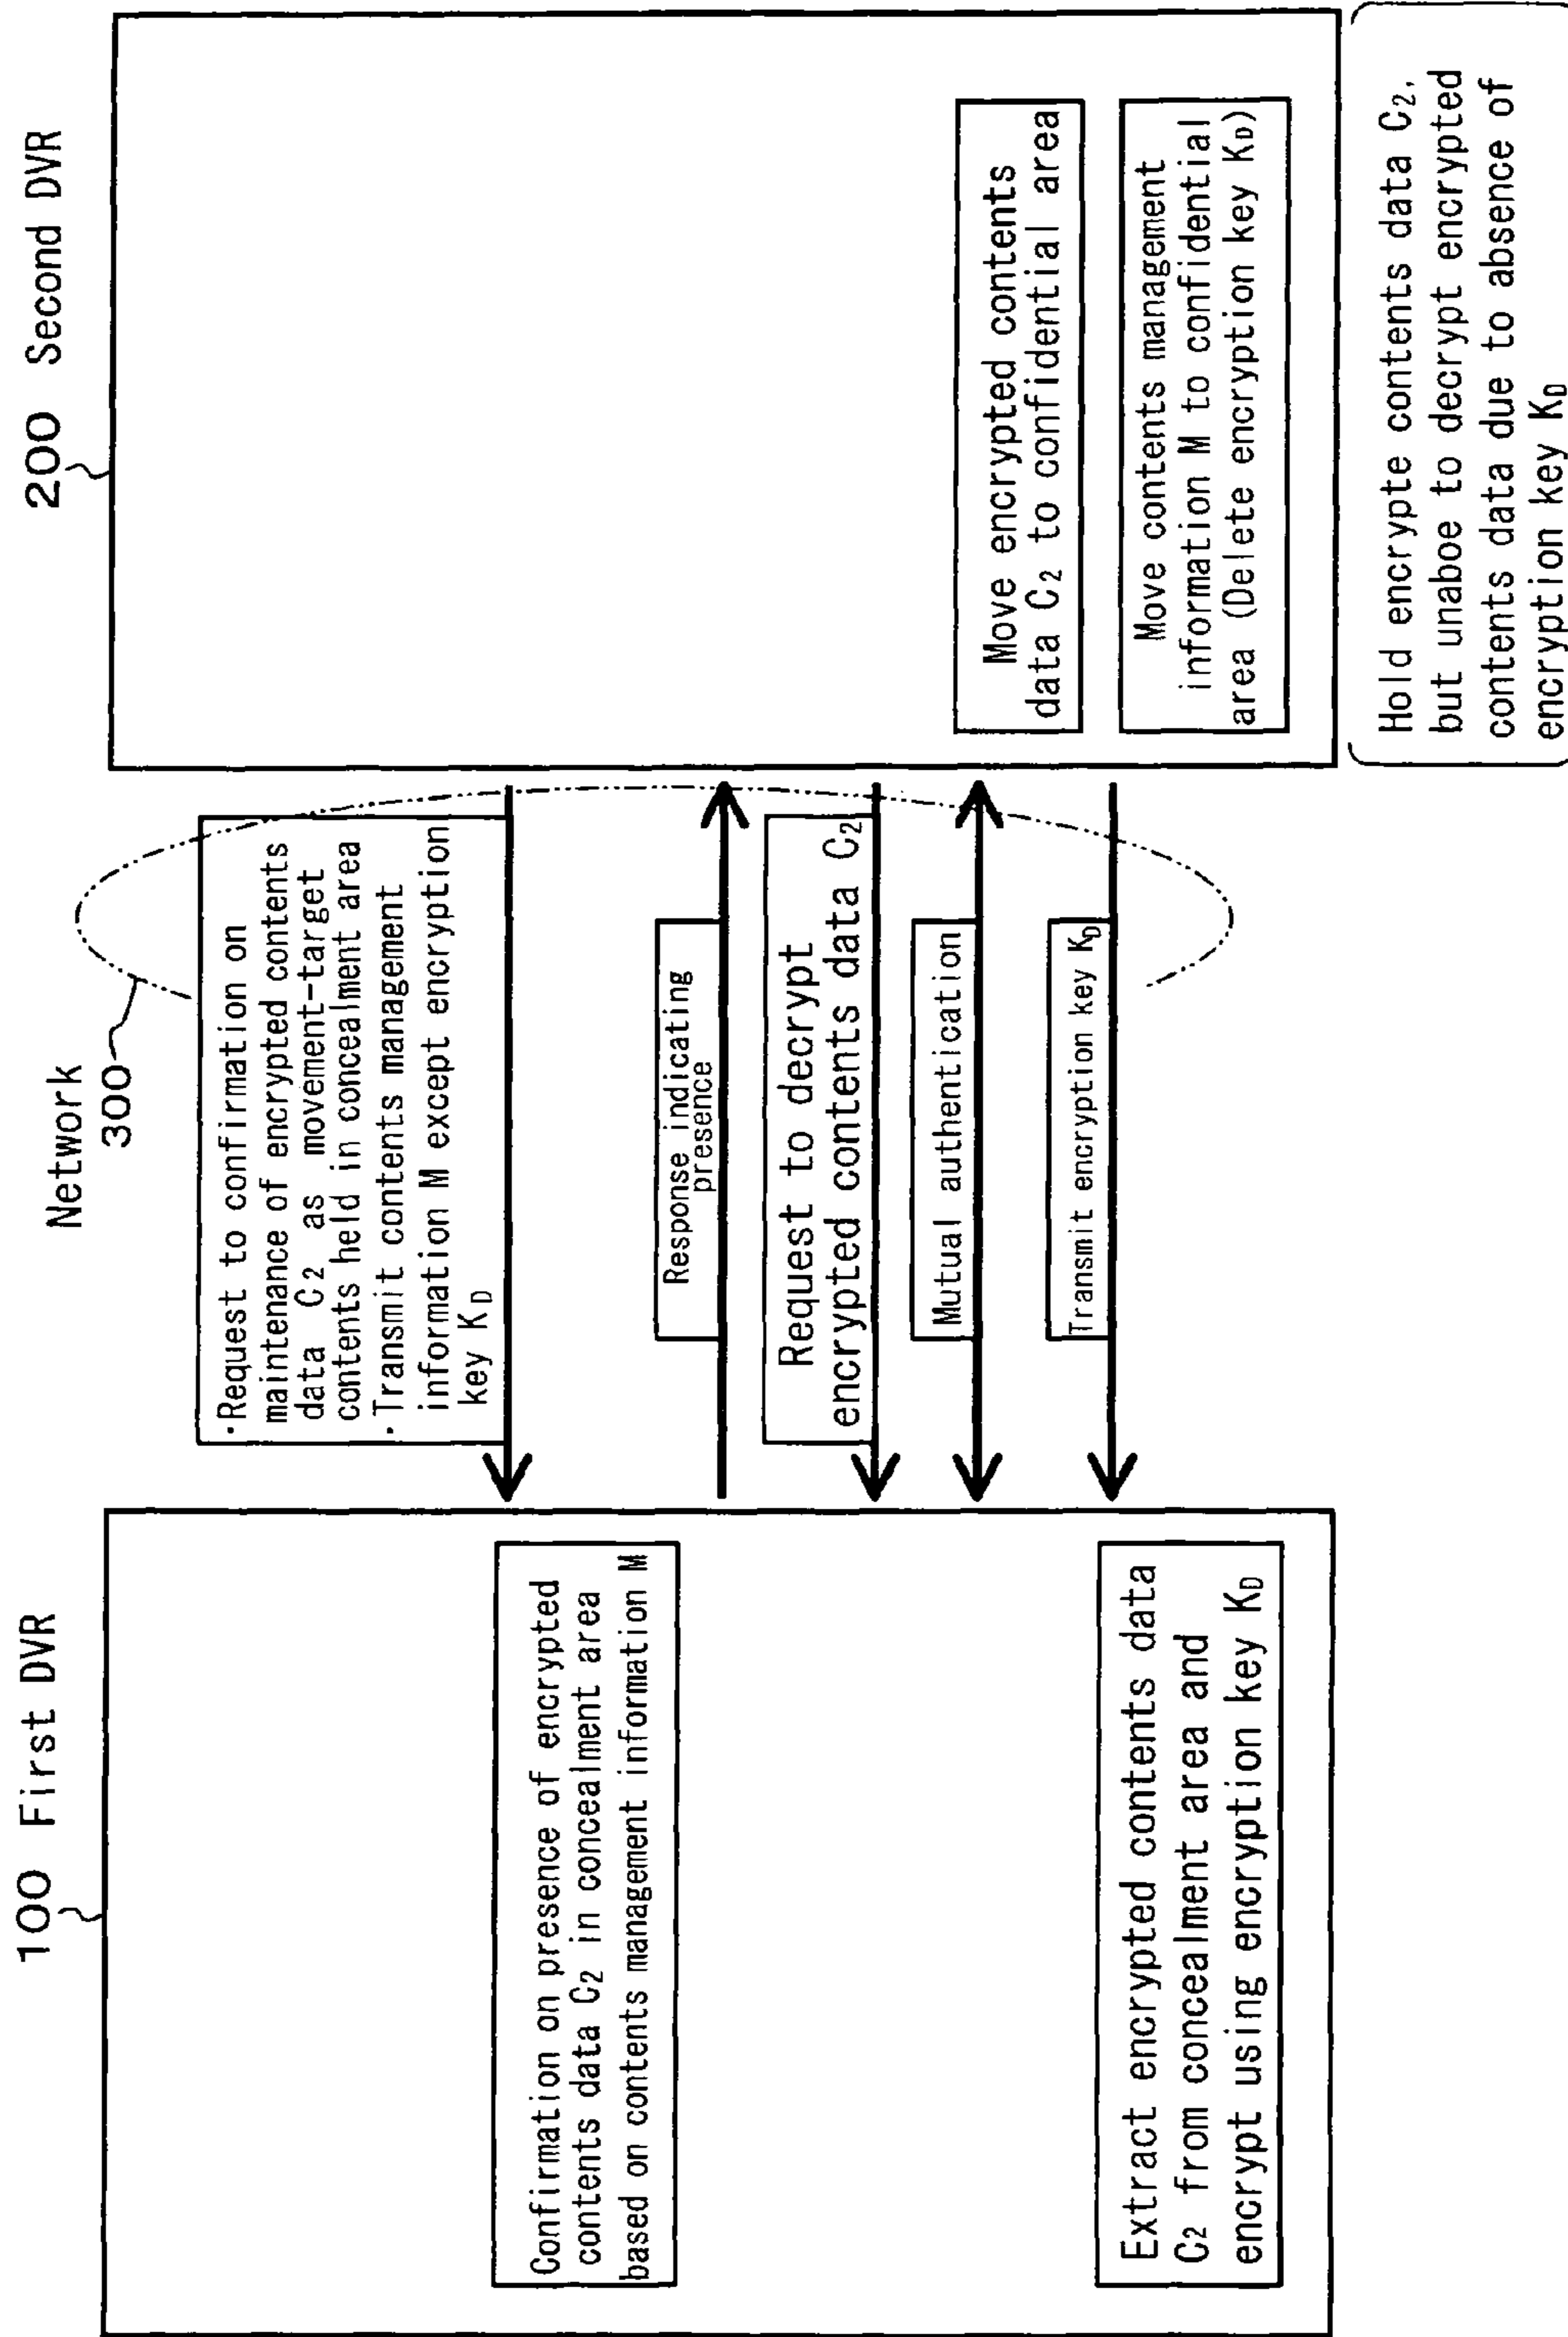 100 First DVR
Network
300
200 Second DVR
Confirmation on presence of encrypted
contents data C2 in concealment area
based on contents management information M
Extract encrypted contents data
C2 from concealment area and
encrypt using encryption key KD
·Request to confirmation on
maintenance of encrypted contents
data C2 as movement-target
contents held in concealment area
·Transmit contents management
information M except encryption
key KD
Response indicating
presence
Request to decrypt
encrypted contents data C2
Mutual authentication
Transmit encryption key KD
Move encrypted contents
data C2 to confidential area
Move contents management
information M to confidential
area (Delete encryption key KD)
Hold encrypte contents data C2,
but unaboe to decrypt encrypted
contents data due to absence of
encryption key KD